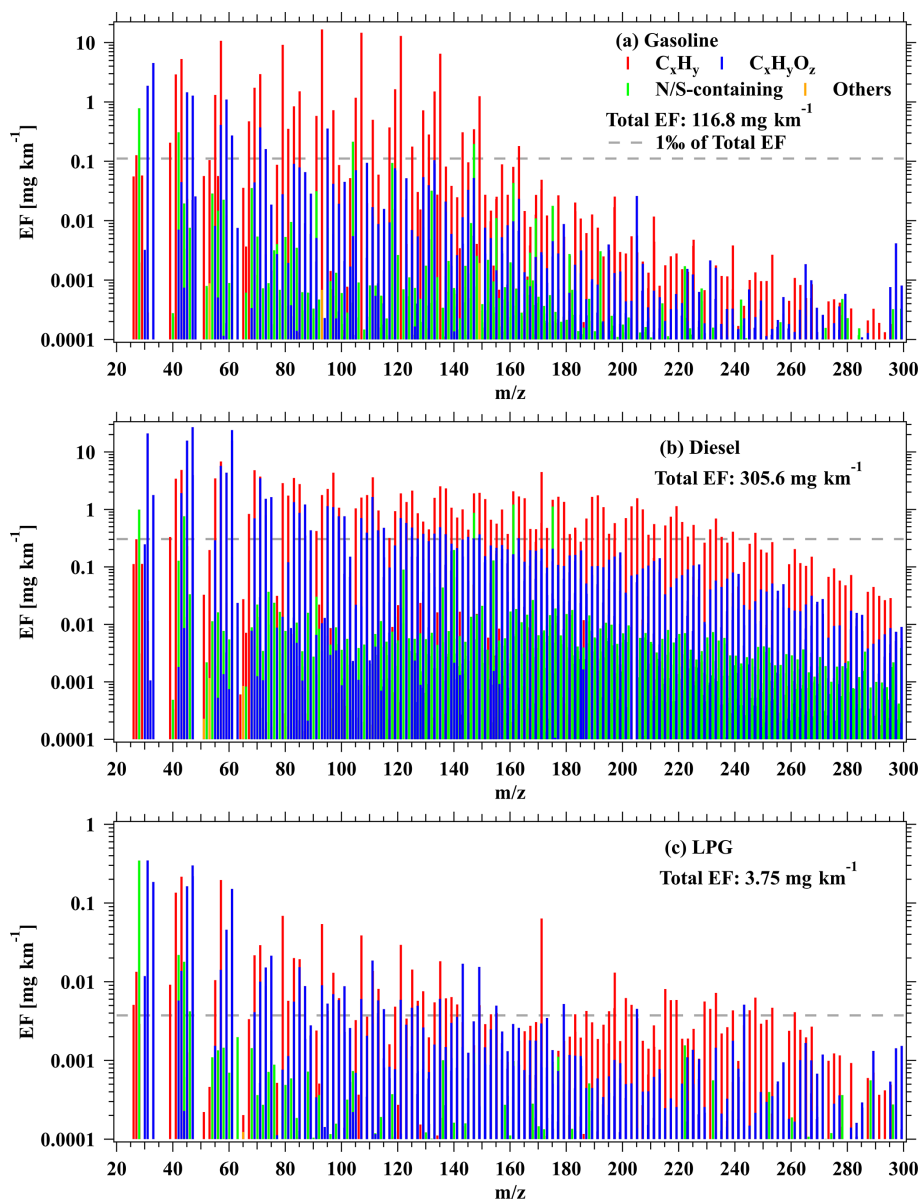 (a) Gasoline
CxHy CxHyOz
N/S-containing Others
Total EF: 116.8 mg km⁻¹
1‰ of Total EF
EF [mg km⁻¹]
10
1
0.1
0.01
0.001
0.0001
20 40 60 80 100 120 140 160 180 200 220 240 260 280 300
m/z
(b) Diesel
Total EF: 305.6 mg km⁻¹
EF [mg km⁻¹]
10
1
0.1
0.01
0.001
0.0001
20 40 60 80 100 120 140 160 180 200 220 240 260 280 300
m/z
(c) LPG
Total EF: 3.75 mg km⁻¹
EF [mg km⁻¹]
1
0.1
0.01
0.001
0.0001
20 40 60 80 100 120 140 160 180 200 220 240 260 280 300
m/z